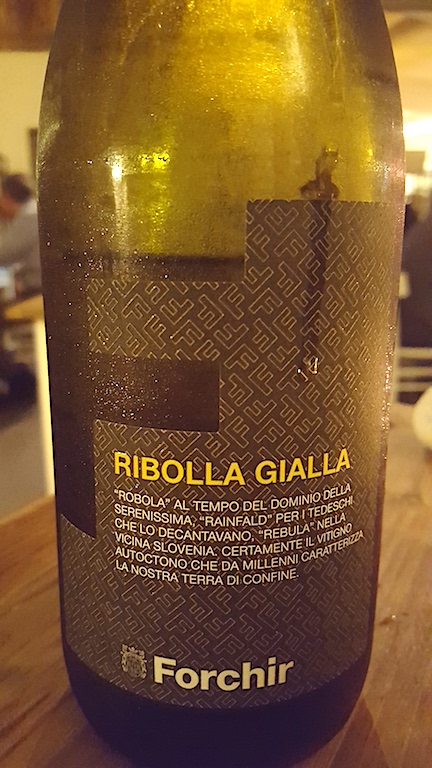 RIBOLLA GIALLA
"ROBOLA" AL TEMPO DEL DOMINIO DELLA
SERENISSIMA, "RAINFALD" PER I TEDESCHI
CHE LO DECANTAVANO, "REBULA" NELLA
VICINA SLOVENIA. CERTAMENTE IL VITIGNO
AUTOCTONO CHE DA MILLENNI CARATTERIZZA
LA NOSTRA TERRA DI CONFINE.
Forchir